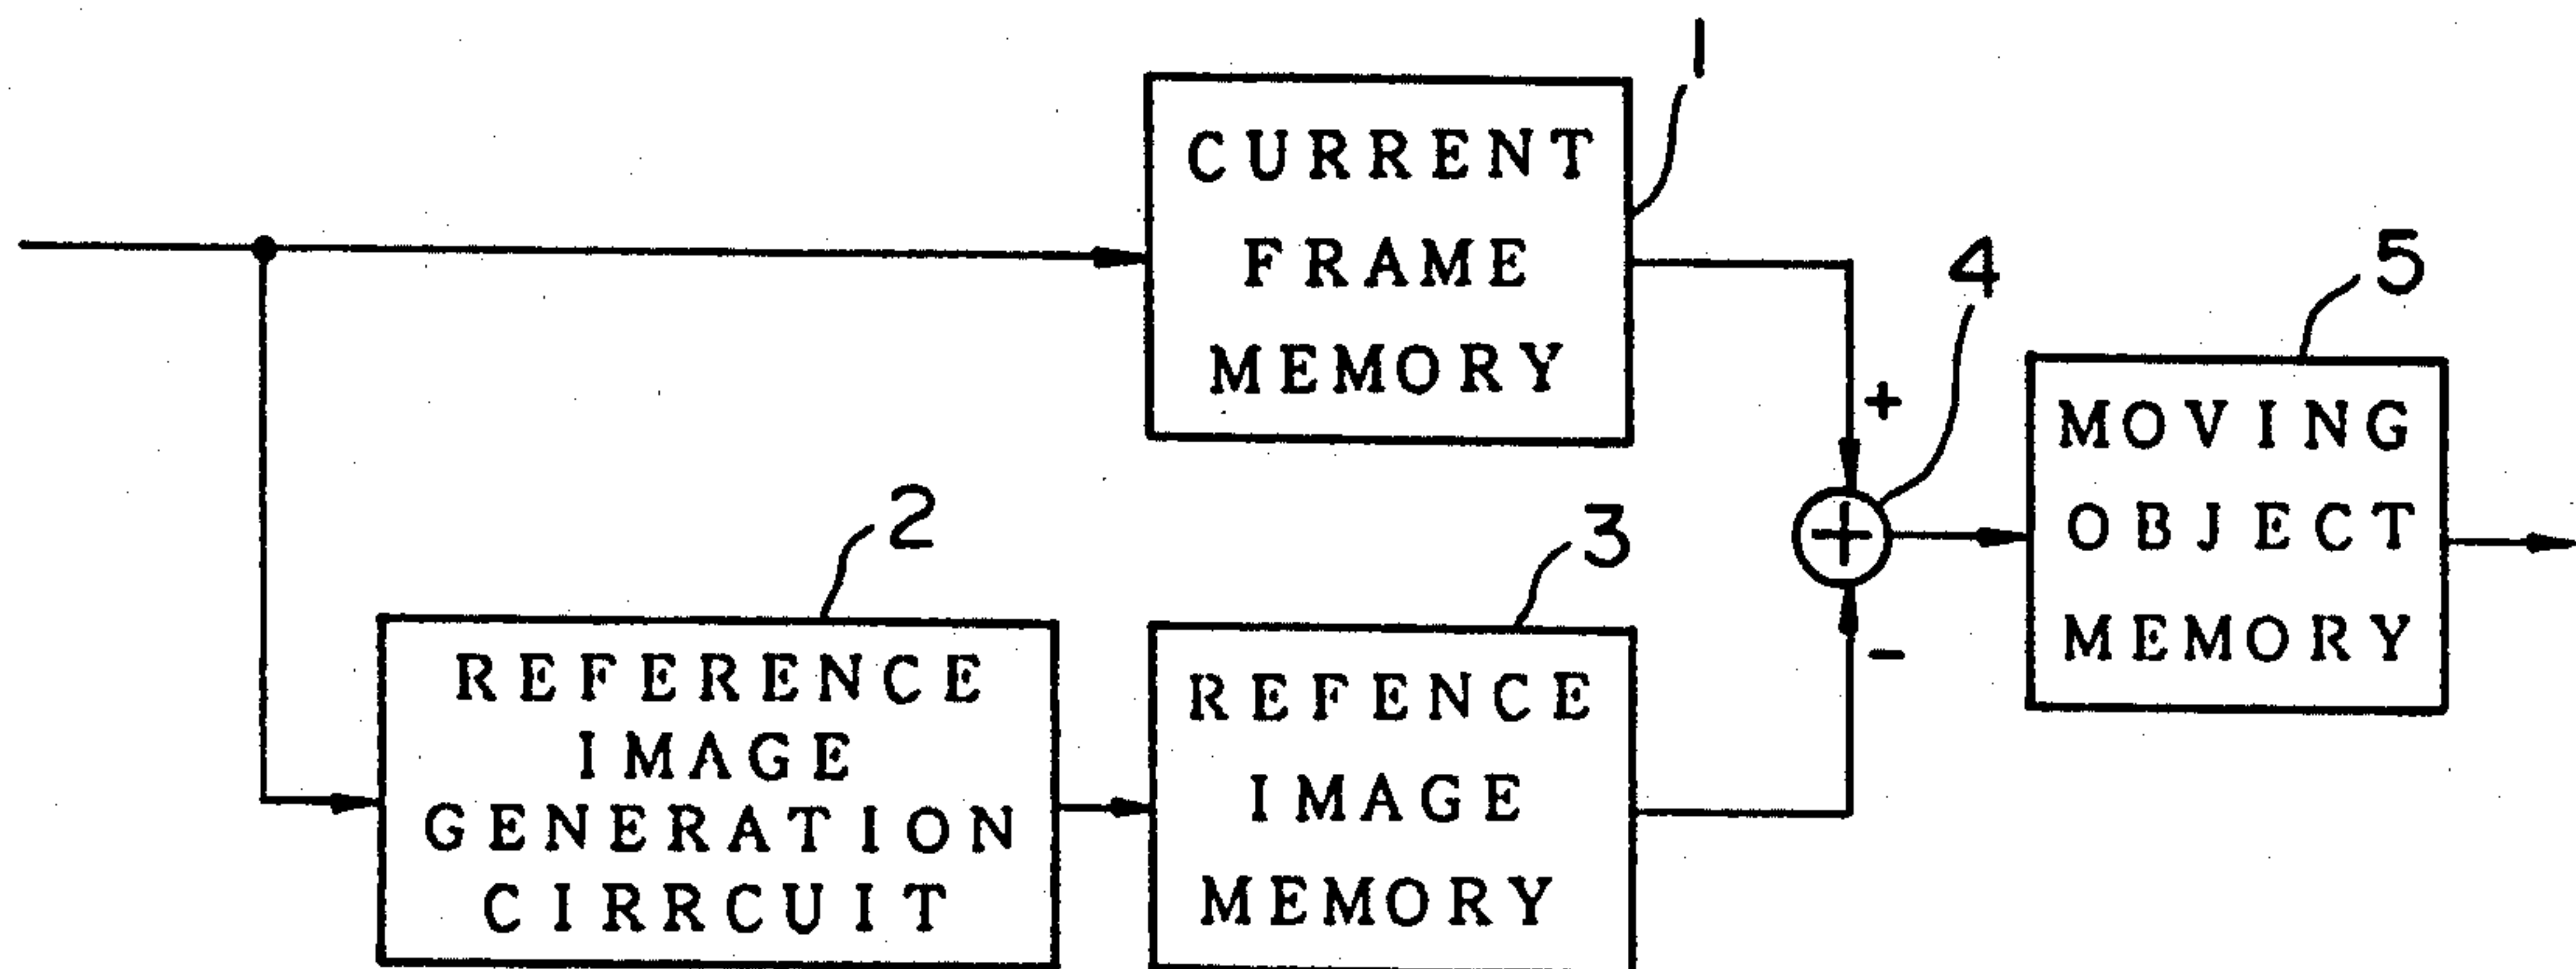 1
CURRENT
FRAME
MEMORY
+
4
5
MOVING
OBJECT
MEMORY
+
-
2
REFERENCE
IMAGE
GENERATION
CIRRCUIT
3
REFENCE
IMAGE
MEMORY